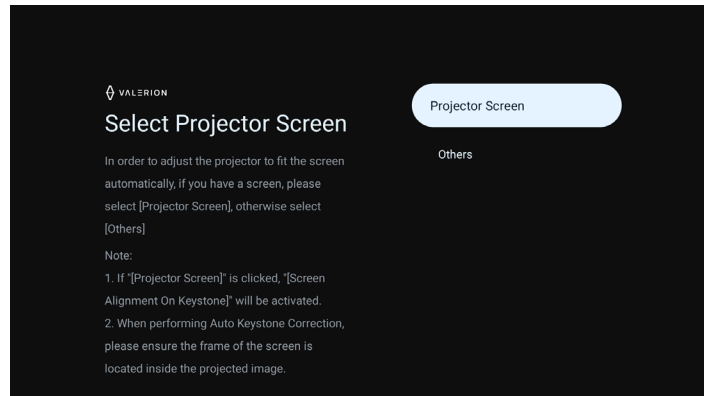 VALERION
Select Projector Screen
In order to adjust the projector to fit the screen
automatically, if you have a screen, please
select [Projector Screen], otherwise select
[Others]
Note:
1. If "[Projector Screen]" is clicked, "[Screen
Alignment On Keystone]" will be activated.
2. When performing Auto Keystone Correction,
please ensure the frame of the screen is
located inside the projected image.
Projector Screen
Others